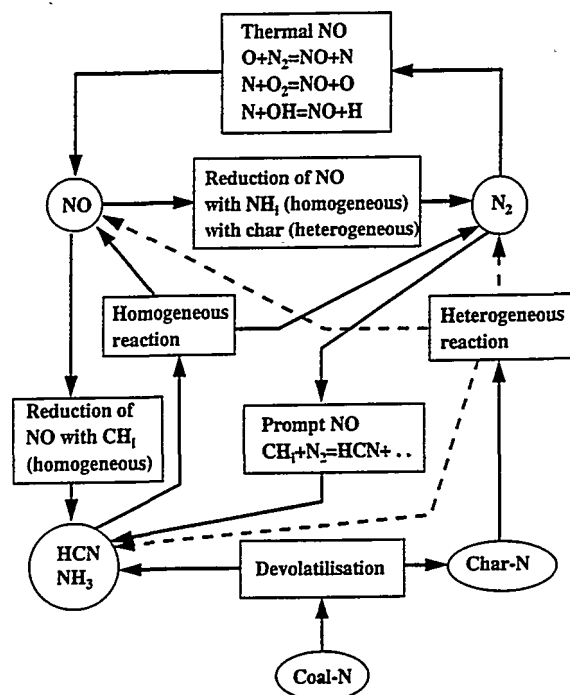 Thermal NO
O+N₂=NO+N
N+O₂=NO+O
N+OH=NO+H
NO
Reduction of NO
with NHᵢ (homogeneous)
with char (heterogeneous)
N₂
Homogeneous
reaction
Heterogeneous
reaction
Reduction of
NO with CHᵢ
(homogeneous)
Prompt NO
CHᵢ+N₂=HCN+ . .
HCN
NH₃
Devolatilisation
Char-N
Coal-N